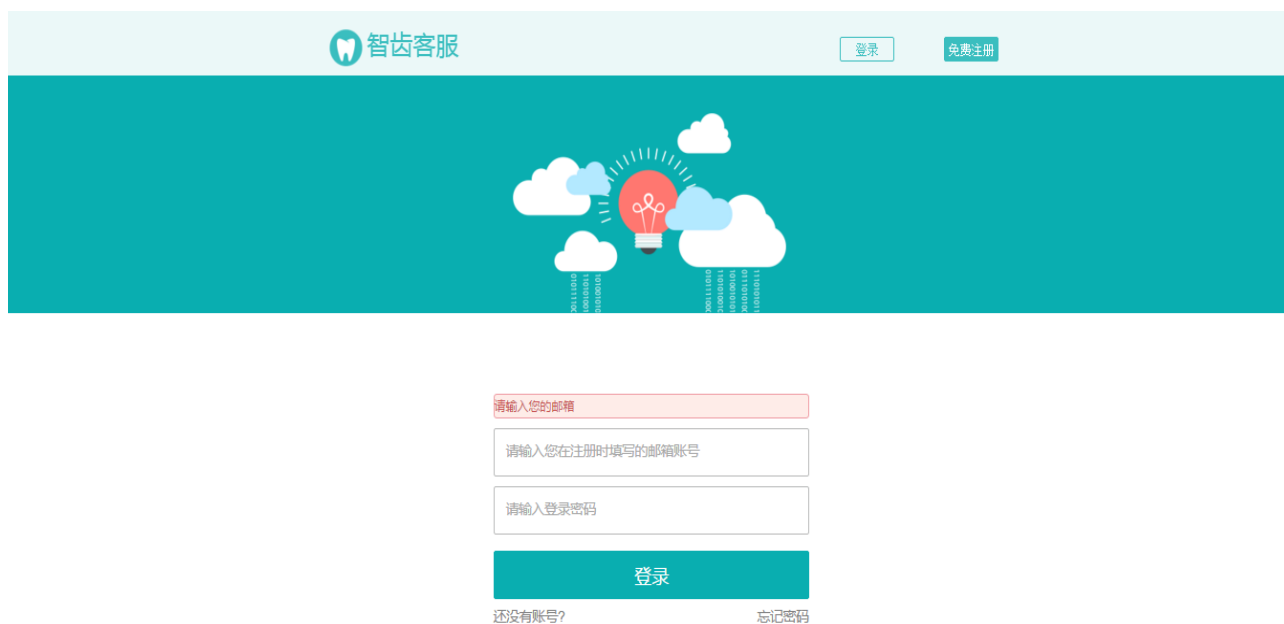 智齿客服
登录
免费注册
请输入您的邮箱
请输入您在注册时填写的邮箱账号
请输入登录密码
登录
还没有账号?
忘记密码